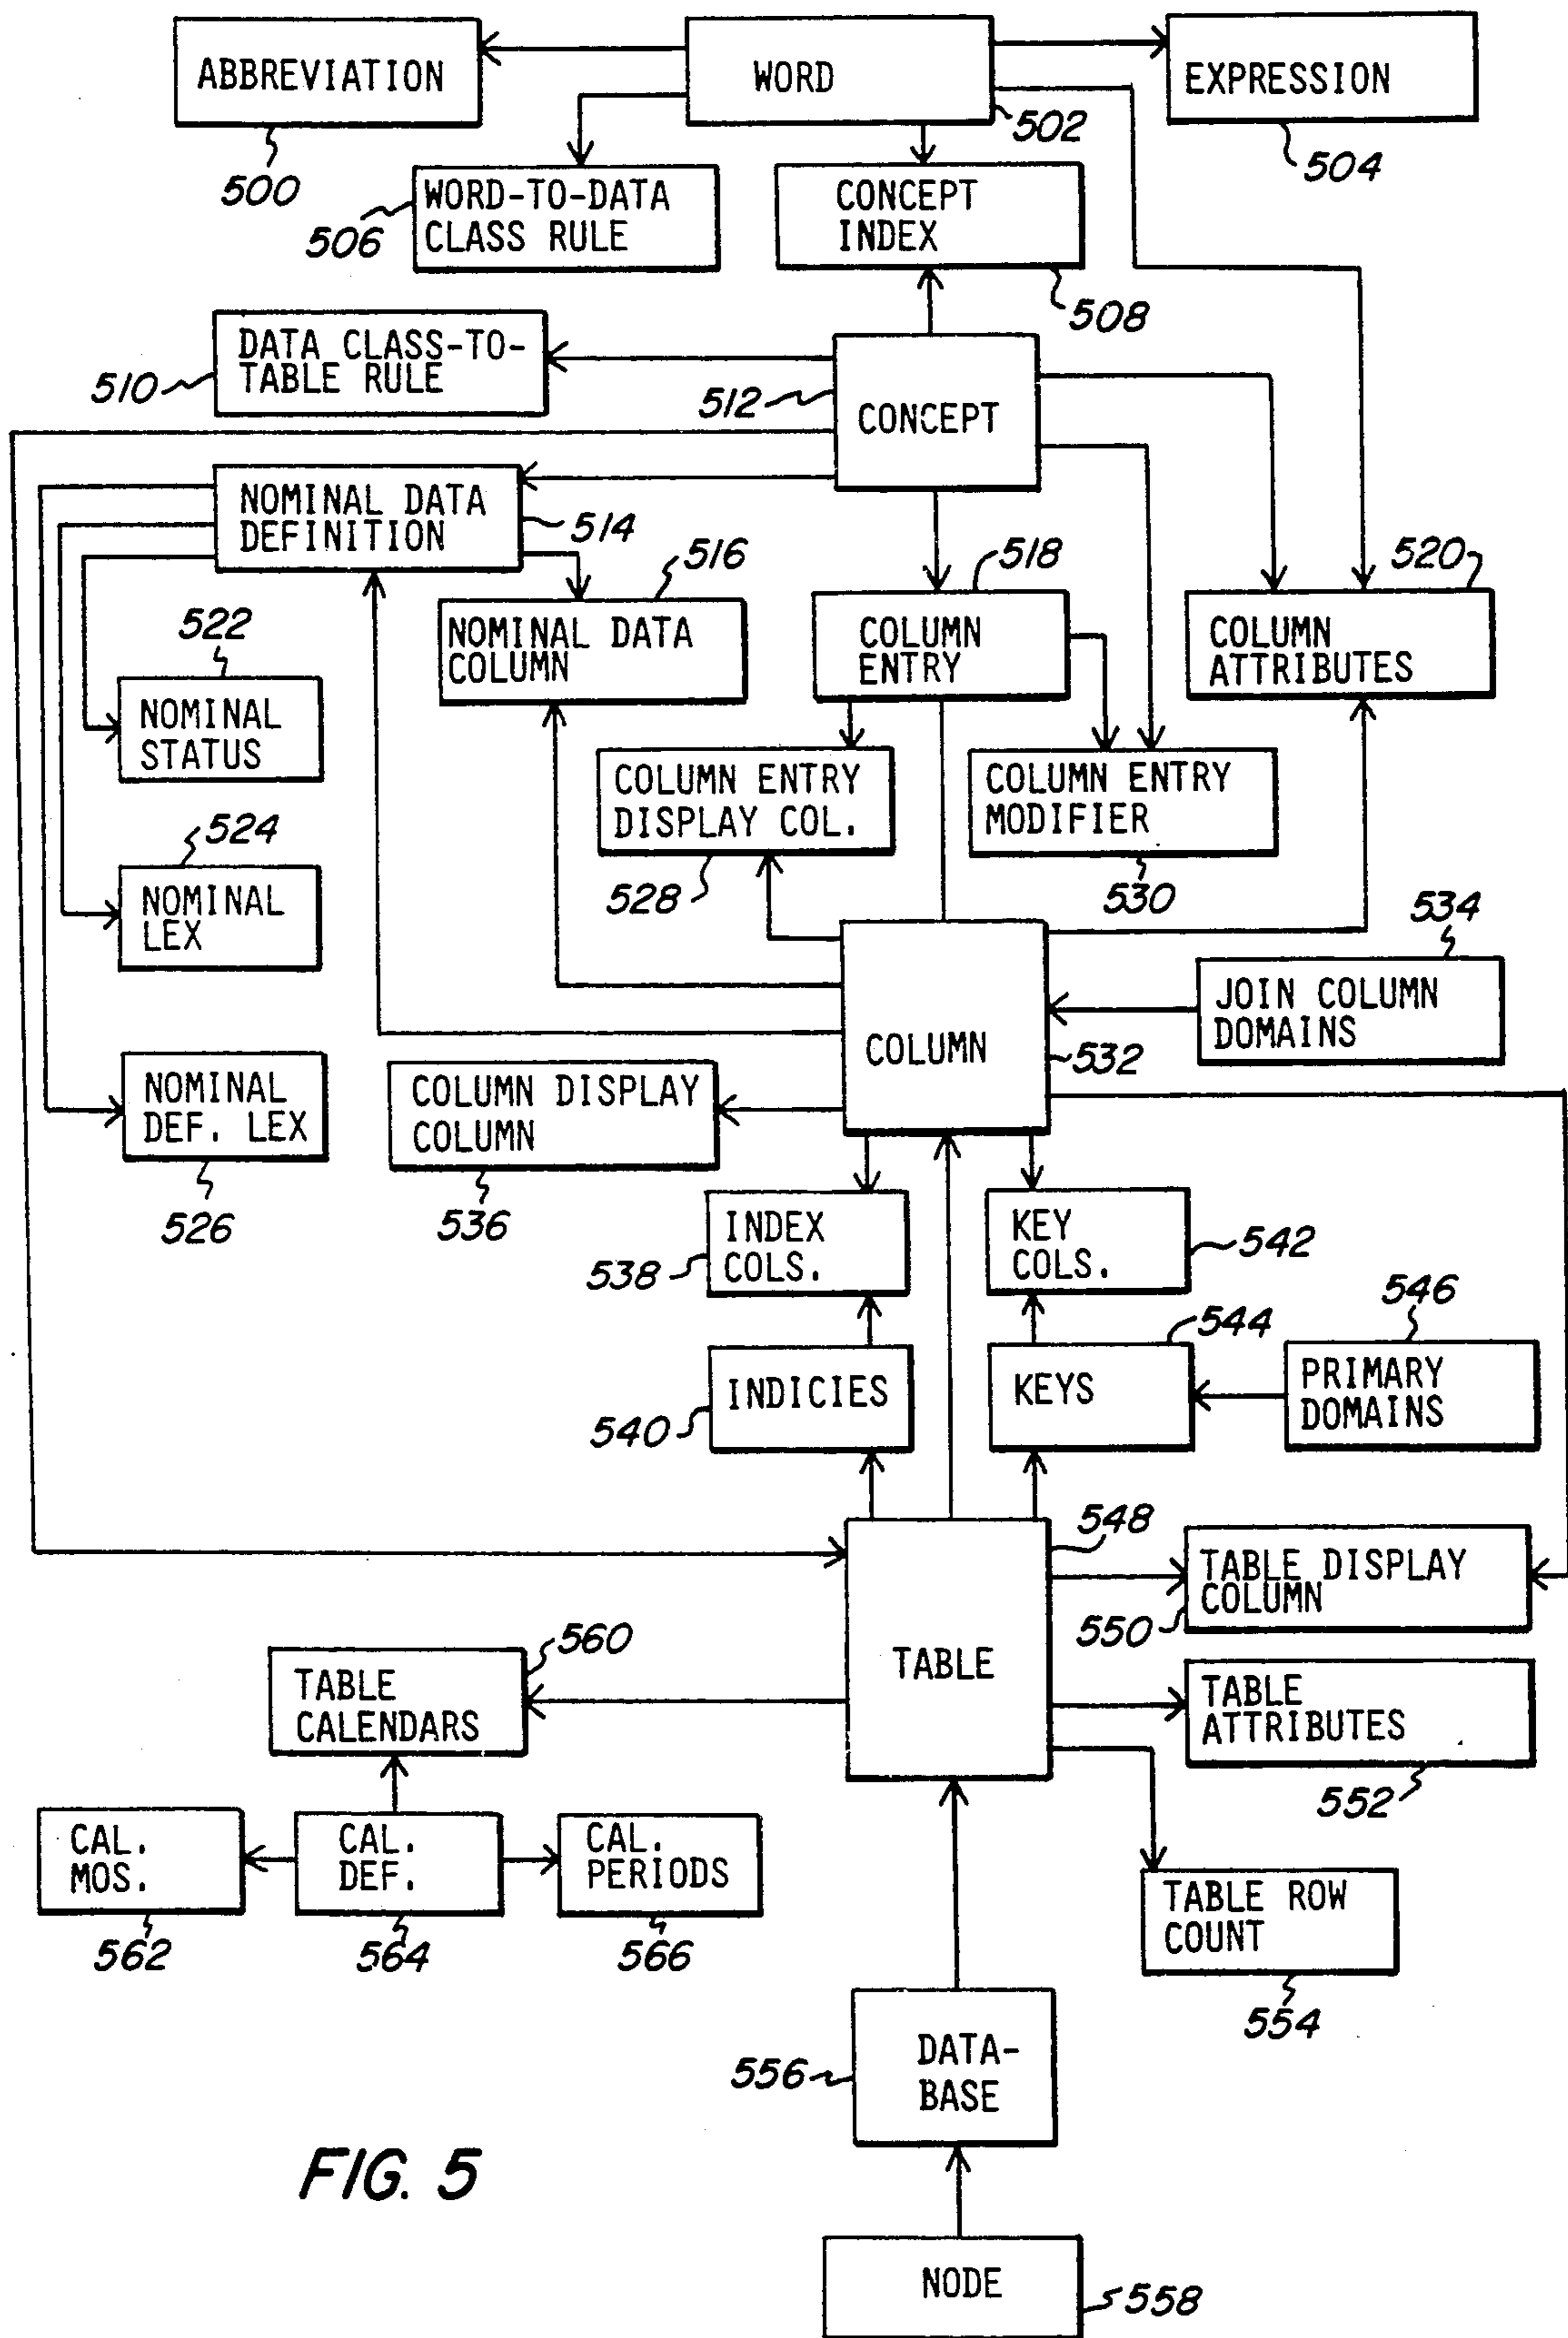 ABBREVIATION
WORD
EXPRESSION
500
502
504
WORD-TO-DATA
CLASS RULE
506
CONCEPT
INDEX
508
DATA CLASS-TO-
TABLE RULE
510
512
CONCEPT
NOMINAL DATA
DEFINITION
514
516
518
520
NOMINAL DATA
COLUMN
COLUMN
ENTRY
COLUMN
ATTRIBUTES
522
NOMINAL
STATUS
COLUMN ENTRY
DISPLAY COL.
528
COLUMN ENTRY
MODIFIER
530
524
NOMINAL
LEX
534
JOIN COLUMN
DOMAINS
COLUMN
532
NOMINAL
DEF. LEX
526
COLUMN DISPLAY
COLUMN
536
INDEX
COLS.
538
KEY
COLS.
542
INDICIES
540
KEYS
544
546
PRIMARY
DOMAINS
548
TABLE
TABLE DISPLAY
COLUMN
550
560
TABLE
CALENDARS
TABLE
ATTRIBUTES
552
CAL.
MOS.
562
CAL.
DEF.
564
CAL.
PERIODS
566
TABLE ROW
COUNT
554
556
DATA-
BASE
FIG. 5
NODE
558